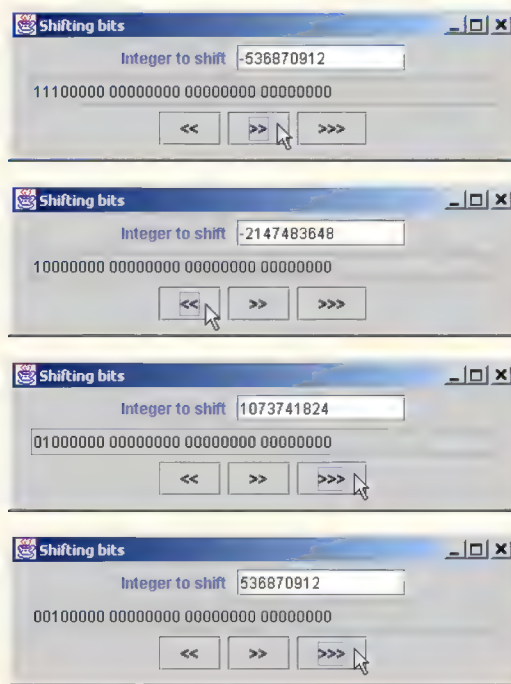 Shifting bits
Integer to shift -536870912
11100000 00000000 00000000 00000000
<< >> >>>
Shifting bits
Integer to shift -2147483648
10000000 00000000 00000000 00000000
<< >> >>>
Shifting bits
Integer to shift 1073741824
01000000 00000000 00000000 00000000
<< >> >>>
Shifting bits
Integer to shift 536870912
00100000 00000000 00000000 00000000
<< >> >>>